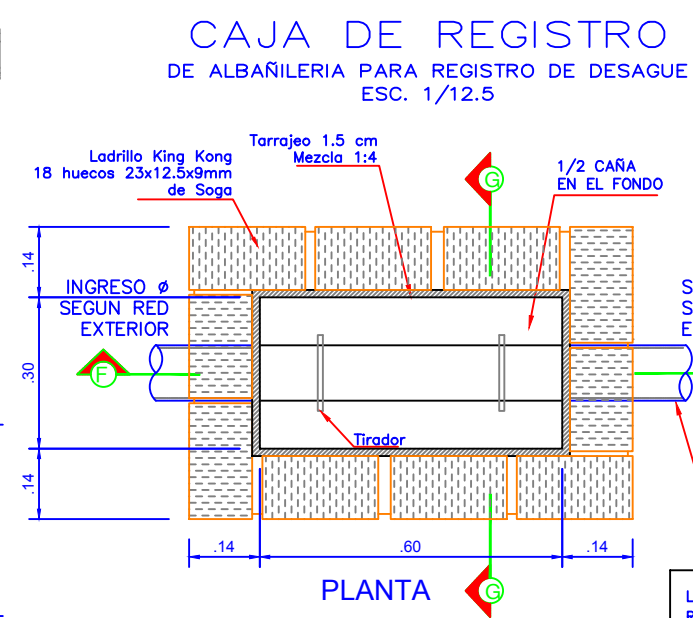 CAJA DE REGISTRO
DE ALBAÑILERIA PARA REGISTRO DE DESAGUE
ESC. 1/12.5
Ladrillo King Kong
18 huecos 23x12.5x9mm
de Soga
Tarrajeo 1.5 cm
Mezcla 1:4
1/2 CAÑA
EN EL FONDO
G
.14
INGRESO ø
SEGUN RED
EXTERIOR
F
.30
.14
Tirador
.14
.60
.14
PLANTA
G